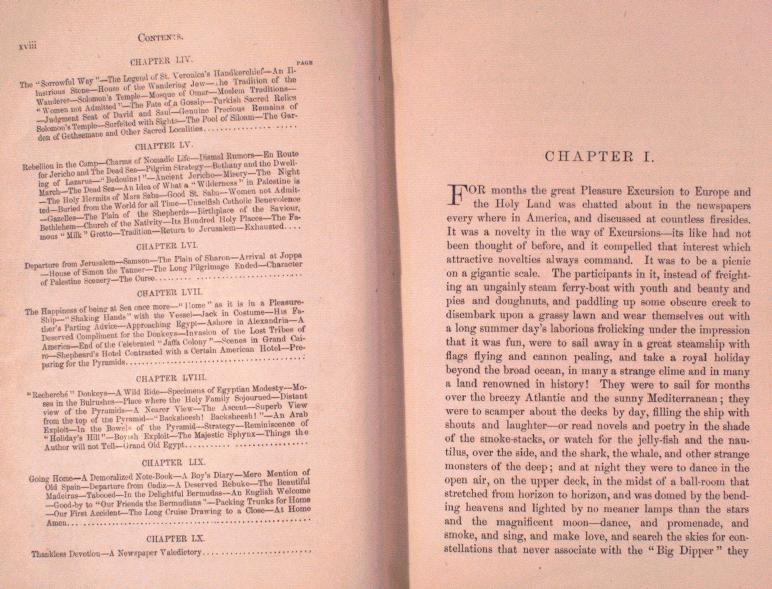 xviii
CONTENTS.
CHAPTER LIV.
PAGE
The "Sorrowful Way"—The Legend of St. Veronica's Handkerchief—An Il-
lustrious Stone—House of the Wandering Jew—The Tradition of the
Wanderer—Solomon's Temple—Mosque of Omar—Moslem Traditions—
"Women not Admitted"—The Fate of a Gossip—Turkish Sacred Relics
—Judgment Seat of David and Saul—Genuine Precious Remains of
Solomon's Temple—Surfeited with Sights—The Pool of Siloam—The Gar-
den of Gethsemane and Other Sacred Localities
CHAPTER LV.
Rebellion in the Camp—Charms of Nomadic Life—Dismal Rumors—En Route
for Jericho and The Dead Sea—Pilgrim Strategy—Bethany and the Dwell-
ing of Lazarus—"Bedouins!"—Ancient Jericho—Misery—The Night
March—The Dead Sea—An Idea of What a "Wilderness" in Palestine is
—The Holy Hermits of Mars Saba—Good St. Saba—Women not Admit-
ted—Buried from the World for all Time—Unselfish Catholic Benevolence
—Gazelles—The Plain of the Shepherds—Birthplace of the Saviour,
Bethlehem—Church of the Nativity—Its Hundred Holy Places—The Fa-
mous "Milk" Grotto—Tradition—Return to Jerusalem—Exhausted....
CHAPTER LVI.
Departure from Jerusalem—Samson—The Plain of Sharon—Arrival at Joppa
—House of Simon the Tanner—The Long Pilgrimage Ended—Character
of Palestine Scenery—The Curse
CHAPTER LVII.
The Happiness of being at Sea once more—"Home" as it is in a Pleasure-
Ship—"Shaking Hands" with the Vessel—Jack in Costume—His Fa-
ther's Parting Advice—Approaching Egypt—Ashore in Alexandria—A
Deserved Compliment for the Donkeys—Invasion of the Lost Tribes of
America—End of the Celebrated "Jaffa Colony"—Scenes in Grand Cai-
ro—Shepheard's Hotel Contrasted with a Certain American Hotel—Pre-
paring for the Pyramids
CHAPTER LVIII.
"Recherché" Donkeys—A Wild Ride—Specimens of Egyptian Modesty—Mo-
ses in the Bulrushes—Place where the Holy Family Sojourned—Distant
view of the Pyramids—A Nearer View—The Ascent—Superb View
from the top of the Pyramid—"Backsheesh! Backsheesh!"—An Arab
Exploit—In the Bowels of the Pyramid—Strategy—Reminiscence of
"Holiday's Hill"—Boyish Exploit—The Majestic Sphynx—Things the
Author will not Tell—Grand Old Egypt
CHAPTER LIX.
Going Home—A Demoralized Note-Book—A Boy's Diary—Mere Mention of
Old Spain—Departure from Cadiz—A Deserved Rebuke—The Beautiful
Madeiras—Tabooed—In the Delightful Bermudas—An English Welcome
—Good-by to "Our Friends the Bermudians"—Packing Trunks for Home
—Our First Accident—The Long Cruise Drawing to a Close—At Home
Amen
CHAPTER LX.
Thankless Devotion—A Newspaper Valedictory
CHAPTER I.
FOR months the great Pleasure Excursion to Europe and
the Holy Land was chatted about in the newspapers
every where in America, and discussed at countless firesides.
It was a novelty in the way of Excursions—its like had not
been thought of before, and it compelled that interest which
attractive novelties always command. It was to be a picnic
on a gigantic scale. The participants in it, instead of freight-
ing an ungainly steam ferry-boat with youth and beauty and
pies and doughnuts, and paddling up some obscure creek to
disembark upon a grassy lawn and wear themselves out with
a long summer day's laborious frolicking under the impression
that it was fun, were to sail away in a great steamship with
flags flying and cannon pealing, and take a royal holiday
beyond the broad ocean, in many a strange clime and in many
a land renowned in history! They were to sail for months
over the breezy Atlantic and the sunny Mediterranean; they
were to scamper about the decks by day, filling the ship with
shouts and laughter—or read novels and poetry in the shade
of the smoke-stacks, or watch for the jelly-fish and the nau-
tilus, over the side, and the shark, the whale, and other strange
monsters of the deep; and at night they were to dance in the
open air, on the upper deck, in the midst of a ball-room that
stretched from horizon to horizon, and was domed by the bend-
ing heavens and lighted by no meaner lamps than the stars
and the magnificent moon—dance, and promenade, and
smoke, and sing, and make love, and search the skies for con-
stellations that never associate with the "Big Dipper" they